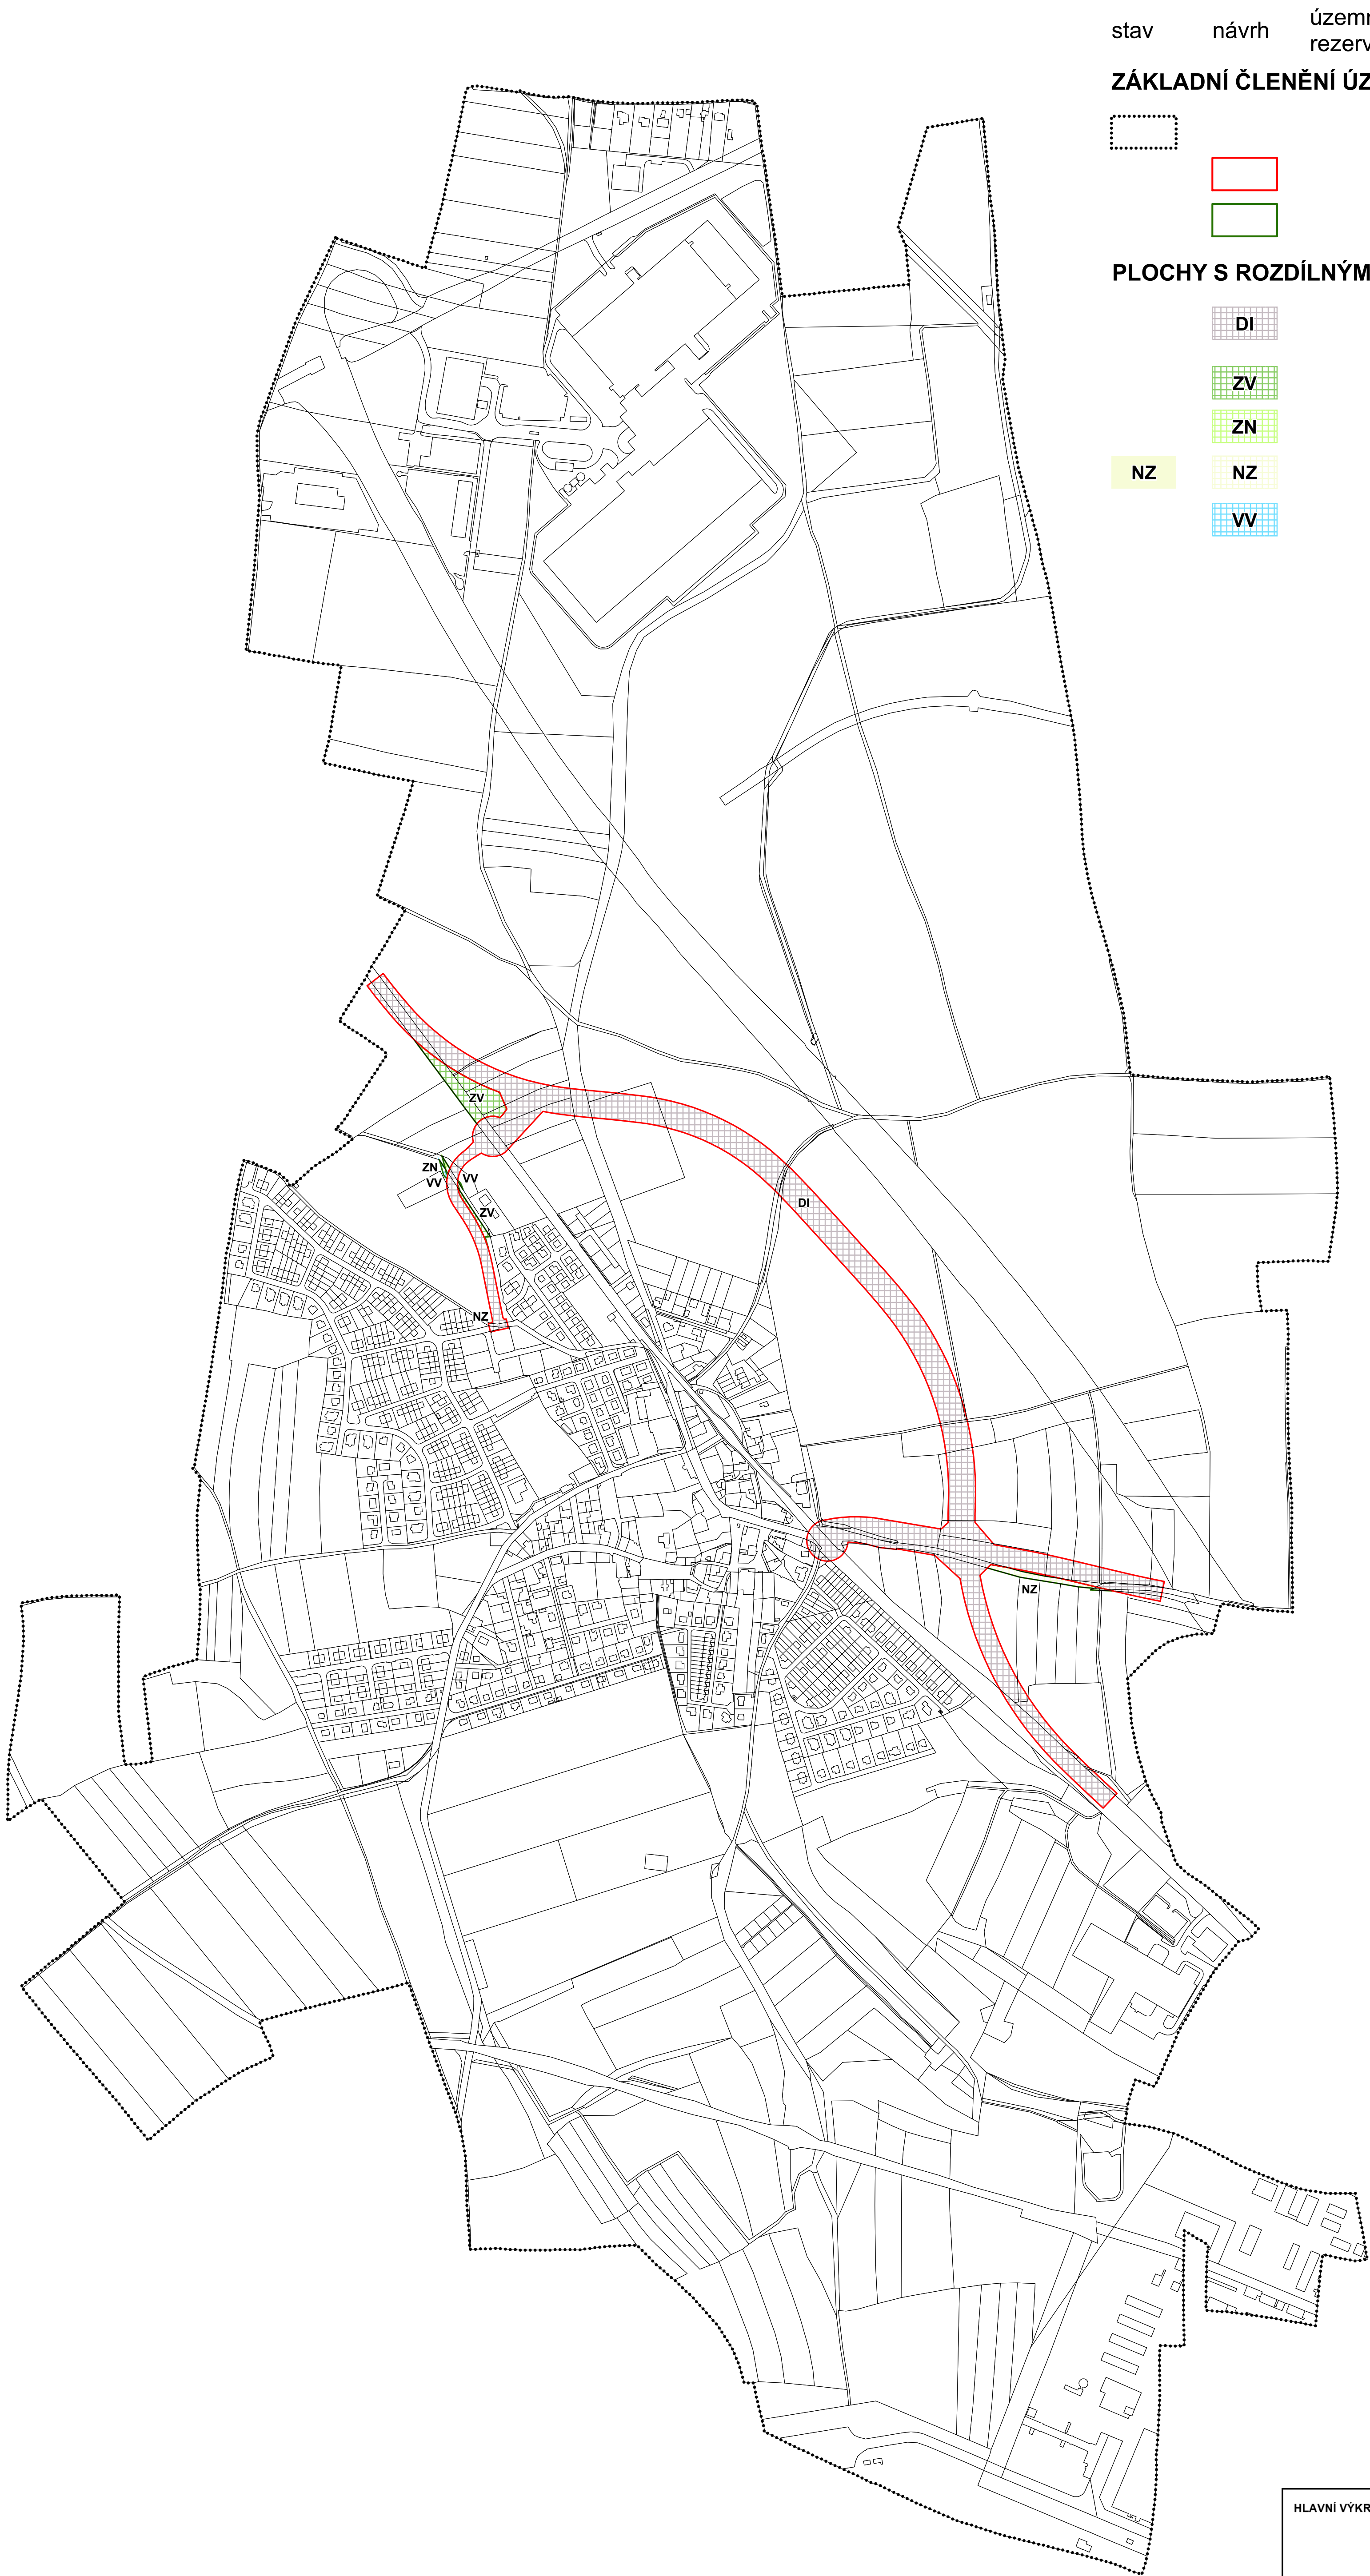 stav návrh územ
rezerv
ZÁKLADNÍ ČLENĚNÍ ÚZ
PLOCHY S ROZDÍLNÝM
DI
ZV
ZN
NZ NZ
VV
ZV
ZN
VV VV
ZV
DI
NZ
NZ
HLAVNÍ VÝKR